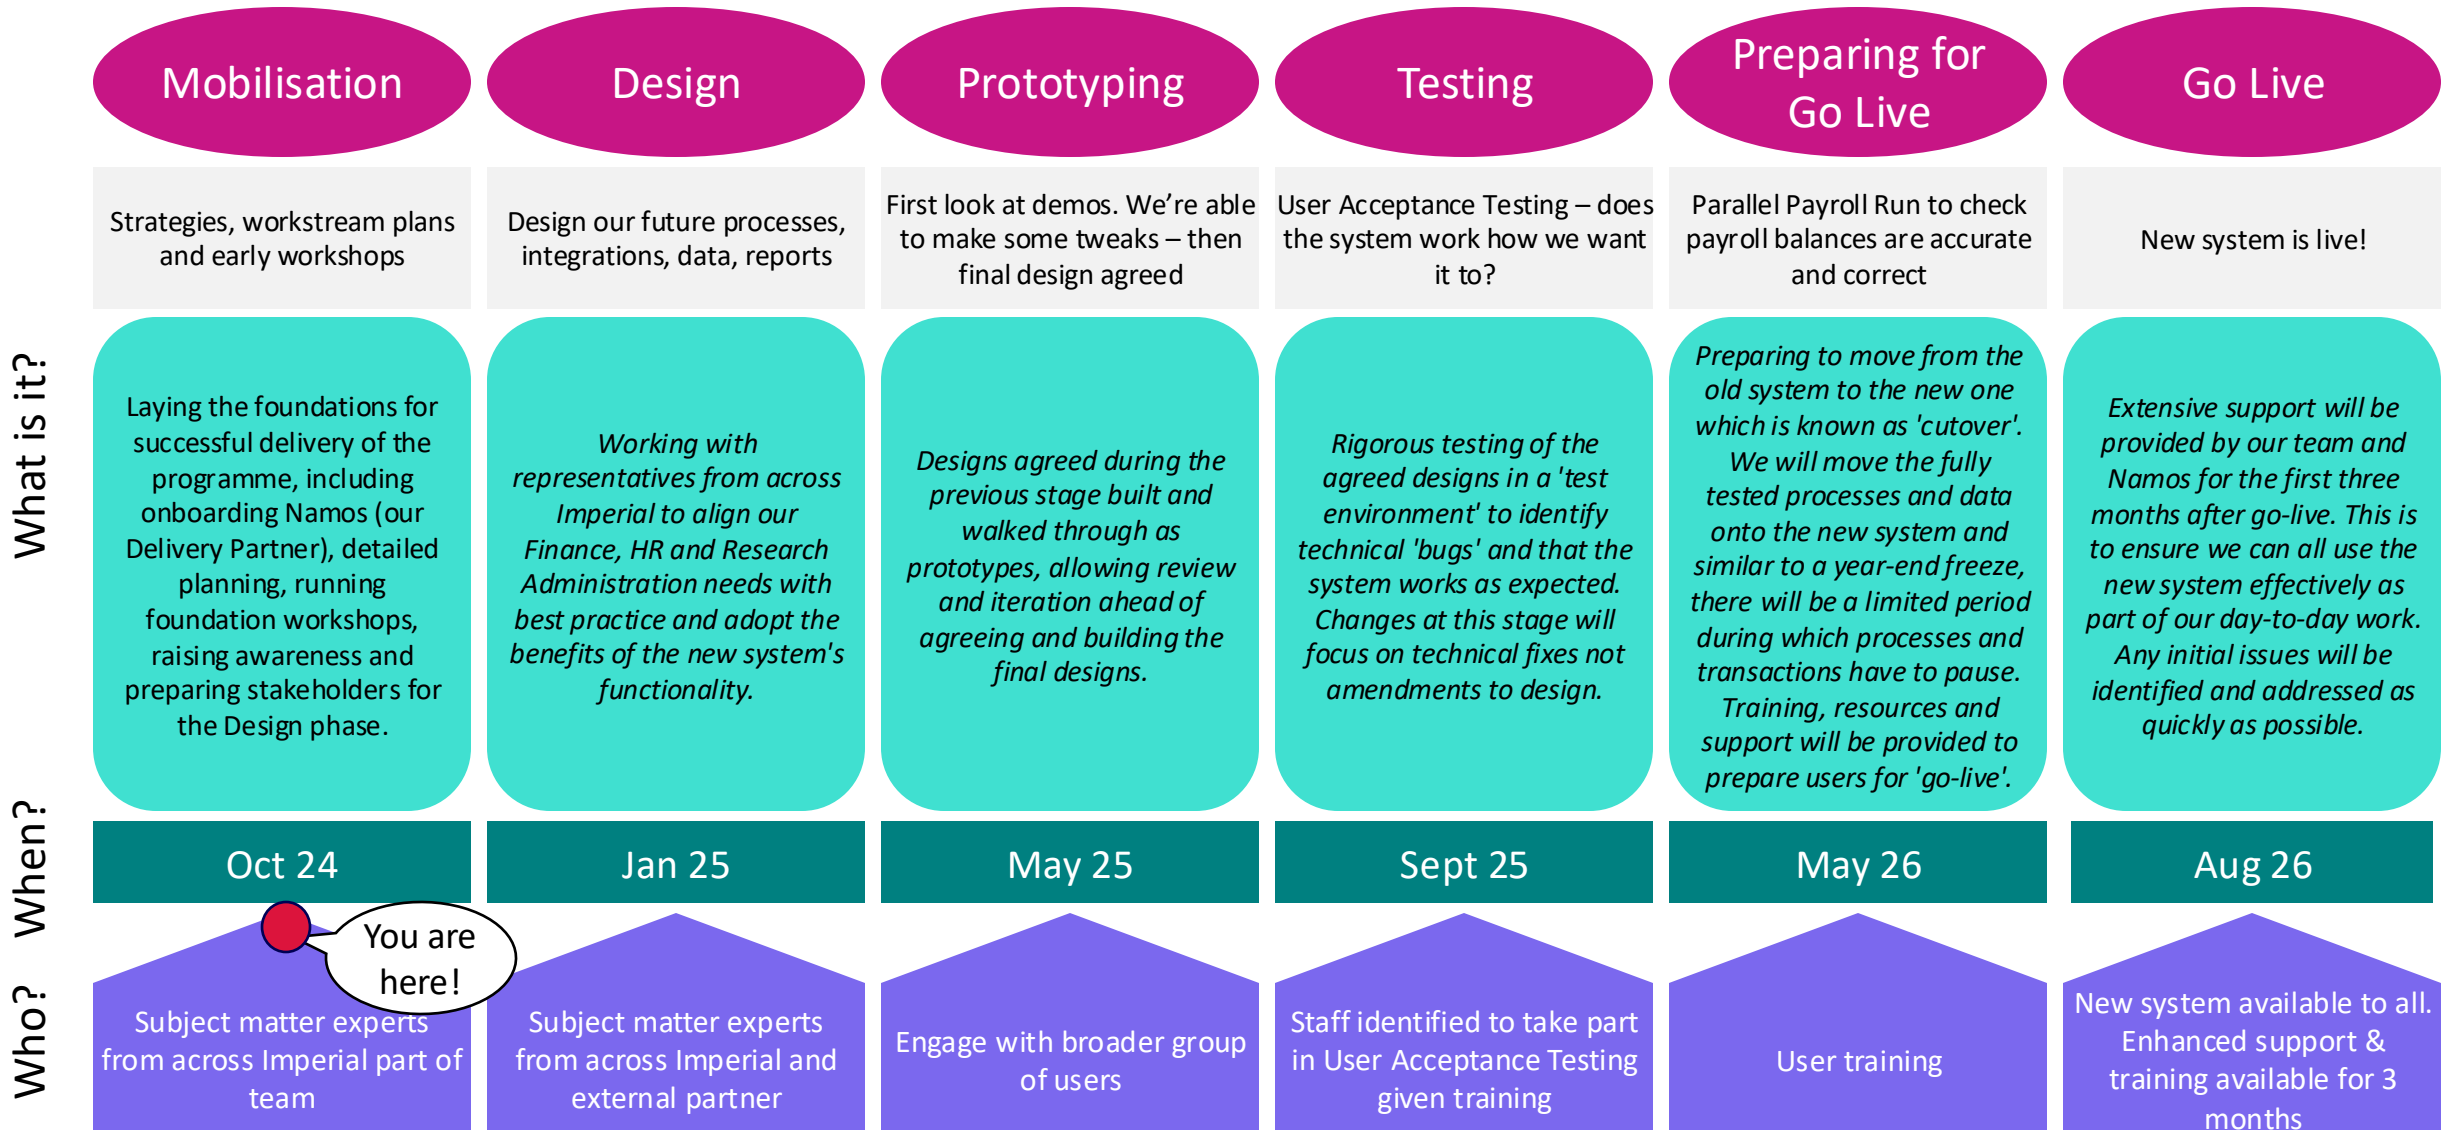 Mobilisation
Design
Prototyping
Testing
Preparing for
Go Live
Go Live
Strategies, workstream plans
and early workshops
Design our future processes,
integrations, data, reports
First look at demos. We’re able
to make some tweaks – then
final design agreed
User Acceptance Testing – does
the system work how we want
it to?
Parallel Payroll Run to check
payroll balances are accurate
and correct
New system is live!
What is it?
Laying the foundations for
successful delivery of the
programme, including
onboarding Namos (our
Delivery Partner), detailed
planning, running
foundation workshops,
raising awareness and
preparing stakeholders for
the Design phase.
Working with
representatives from across
Imperial to align our
Finance, HR and Research
Administration needs with
best practice and adopt the
benefits of the new system's
functionality.
Designs agreed during the
previous stage built and
walked through as
prototypes, allowing review
and iteration ahead of
agreeing and building the
final designs.
Rigorous testing of the
agreed designs in a 'test
environment' to identify
technical 'bugs' and that the
system works as expected.
Changes at this stage will
focus on technical fixes not
amendments to design.
Preparing to move from the
old system to the new one
which is known as 'cutover'.
We will move the fully
tested processes and data
onto the new system and
similar to a year-end freeze,
there will be a limited period
during which processes and
transactions have to pause.
Training, resources and
support will be provided to
prepare users for 'go-live'.
Extensive support will be
provided by our team and
Namos for the first three
months after go-live. This is
to ensure we can all use the
new system effectively as
part of our day-to-day work.
Any initial issues will be
identified and addressed as
quickly as possible.
When?
Oct 24
Jan 25
May 25
Sept 25
May 26
Aug 26
You are
here!
Who?
Subject matter experts
from across Imperial part of
team
Subject matter experts
from across Imperial and
external partner
Engage with broader group
of users
Staff identified to take part
in User Acceptance Testing
given training
User training
New system available to all.
Enhanced support &
training available for 3
months